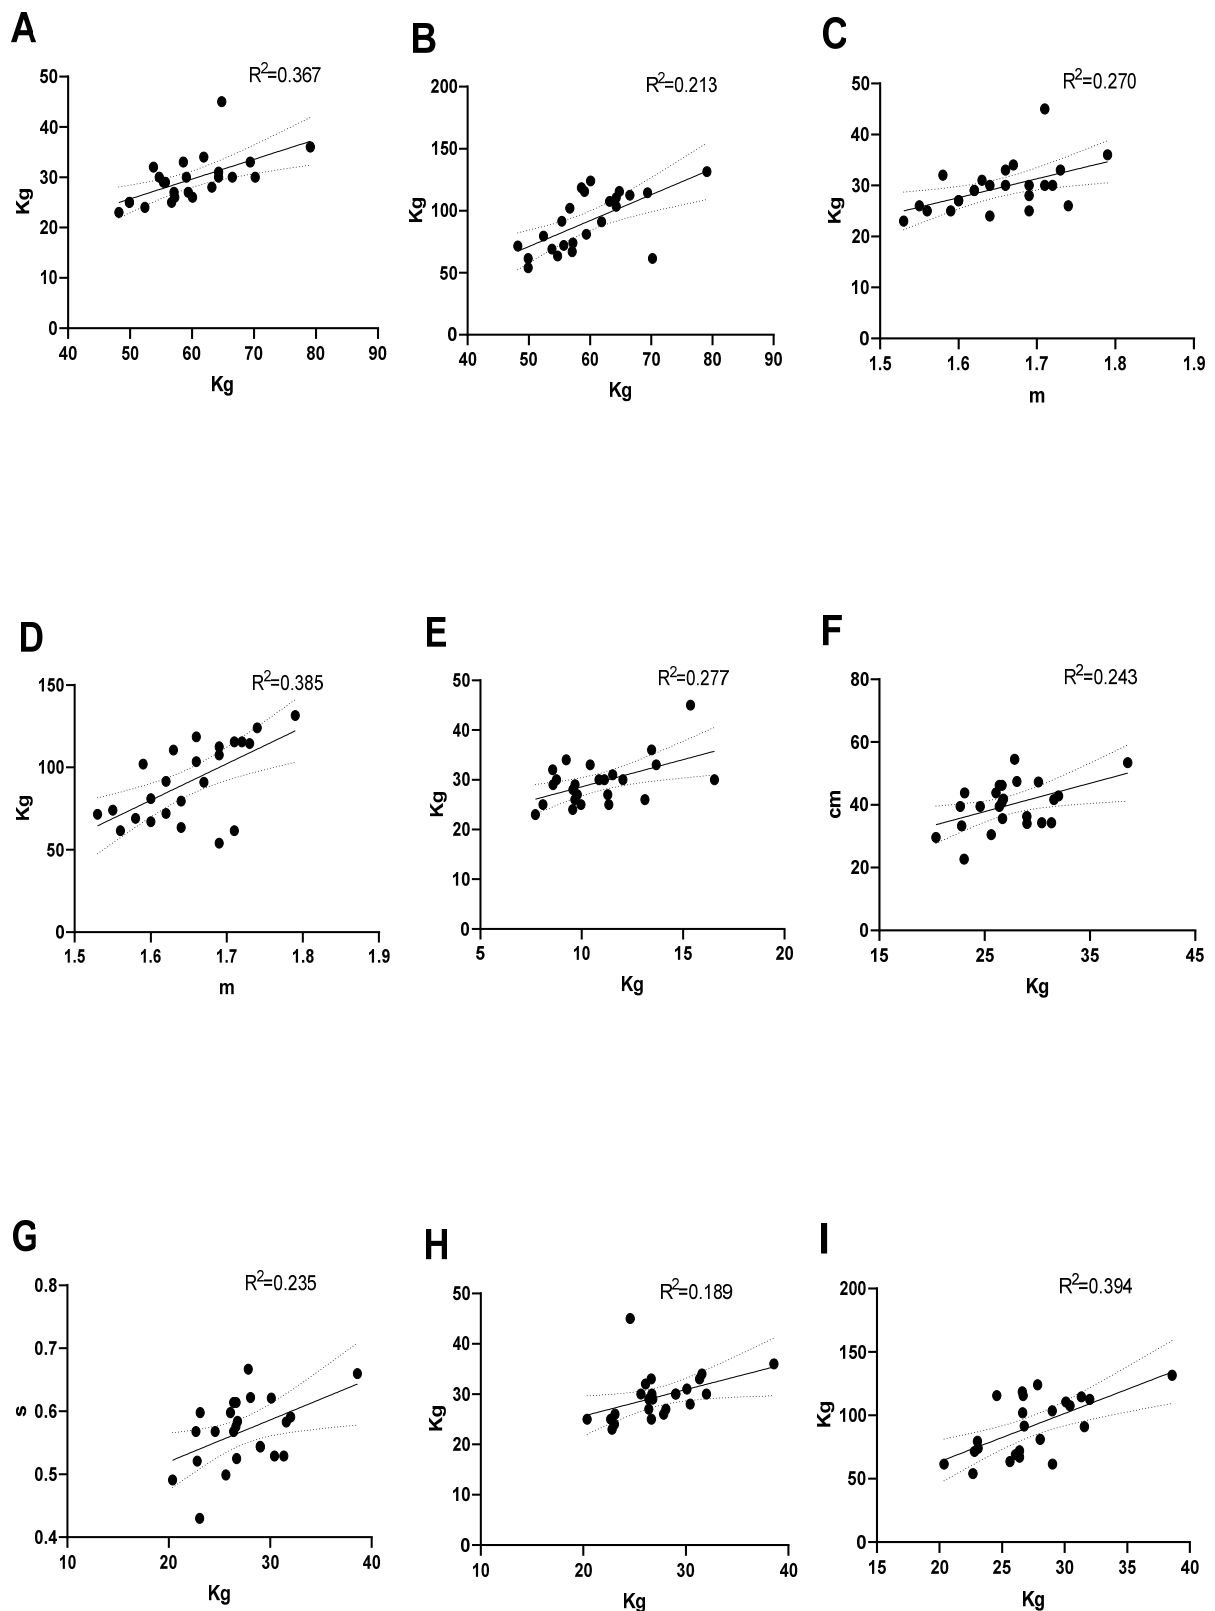 A
R²=0.367
50
40
30
20
10
0
Kg
40 50 60 70 80 90
Kg
B
R²=0.213
200
150
100
50
0
Kg
40 50 60 70 80 90
Kg
C
R²=0.270
50
40
30
20
10
0
Kg
1.5 1.6 1.7 1.8 1.9
m
D
R²=0.385
150
100
50
0
Kg
1.5 1.6 1.7 1.8 1.9
m
E
R²=0.277
50
40
30
20
10
0
Kg
5 10 15 20
Kg
F
R²=0.243
80
60
40
20
0
cm
15 25 35 45
Kg
G
R²=0.235
0.8
0.7
0.6
0.5
0.4
s
10 20 30 40
Kg
H
R²=0.189
50
40
30
20
10
0
Kg
10 20 30 40
Kg
I
R²=0.394
200
150
100
50
0
Kg
15 20 25 30 35 40
Kg